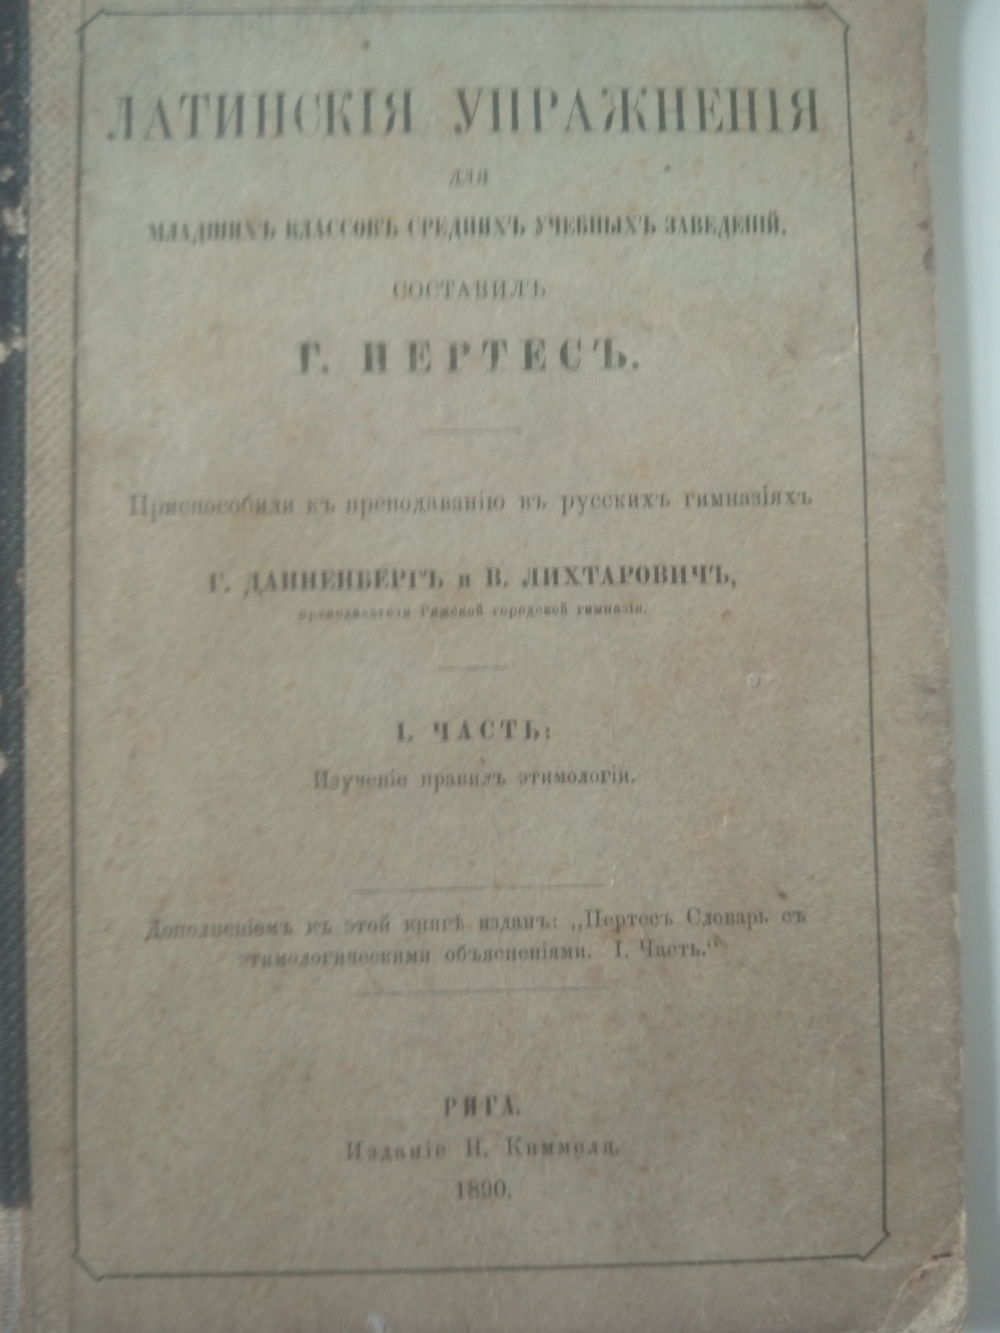 ЛАТИНСКІЯ УПРАЖНЕНІЯ
ДЛЯ
МЛАДШИХЪ КЛАССОВЪ СРЕДНИХЪ УЧЕБНЫХЪ ЗАВЕДЕНІЙ,
СОСТАВИЛЪ
Г. ПЕРТЕСЪ.
Приспособили къ преподаванію въ русскихъ гимназіяхъ
Г. ДАННЕНБЕРГЪ и В. ЛИХТАРОВИЧЪ,
преподаватели Рижской городской гимназіи.
I. ЧАСТЬ:
Изученіе правилъ этимологіи.
Дополненіемъ къ этой книгѣ изданъ: „Пертесъ Словарь съ
этимологическими объясненіями. I. Часть.“
РИГА.
Изданіе Н. Киммеля.
1890.